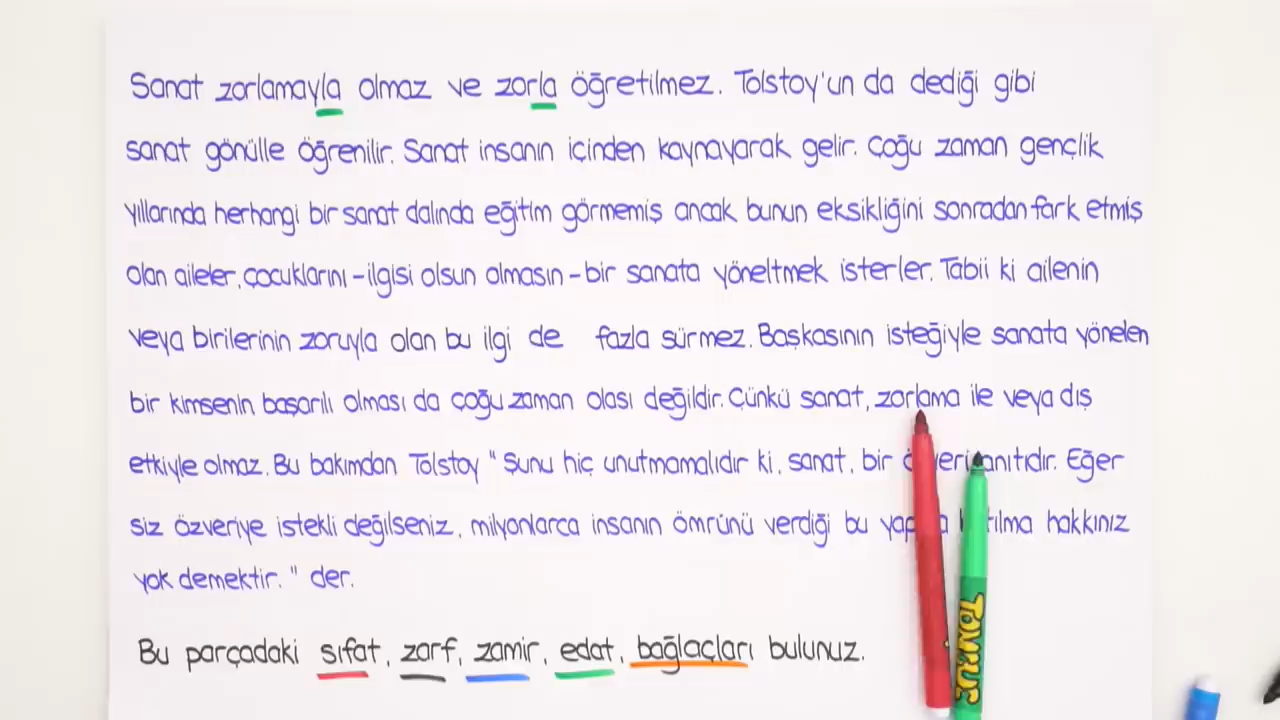 Sanat zorlamayla olmaz ve zorla öğretilmez. Tolstoy'un da dediği gibi
sanat gönülle öğrenilir. Sanat insanın içinden kaynayarak gelir. Çoğu zaman gençlik
yıllarında herhangi bir sanat dalında eğitim görmemiş ancak bunun eksikliğini sonradan fark etmiş
olan aileler, çocuklarını -ilgisi olsun olmasın- bir sanata yöneltmek isterler. Tabii ki ailenin
veya birilerinin zoruyla olan bu ilgi de fazla sürmez. Başkasının isteğiyle sanata yönelen
bir kimsenin başarılı olması da çoğu zaman olası değildir. Çünkü sanat, zorlama ile veya dış
etkiyle olmaz. Bu bakımdan Tolstoy " Şunu hiç unutmamalıdır ki, sanat, bir Eğer
siz özveriye istekli değilseniz, milyonlarca insanın ömrünü verdiği bu hakkınız
yok demektir. " der.
Bu parçadaki sıfat, zarf, zamir, edat, bağlaçları bulunuz.